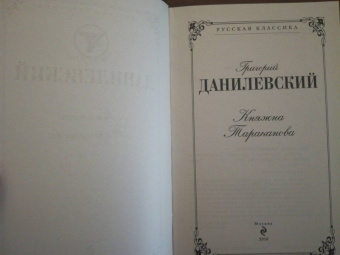 РУССКАЯ КЛАССИКА
Григорий
ДАНИЛЕВСКИЙ
Княжна
Тараканова
Москва